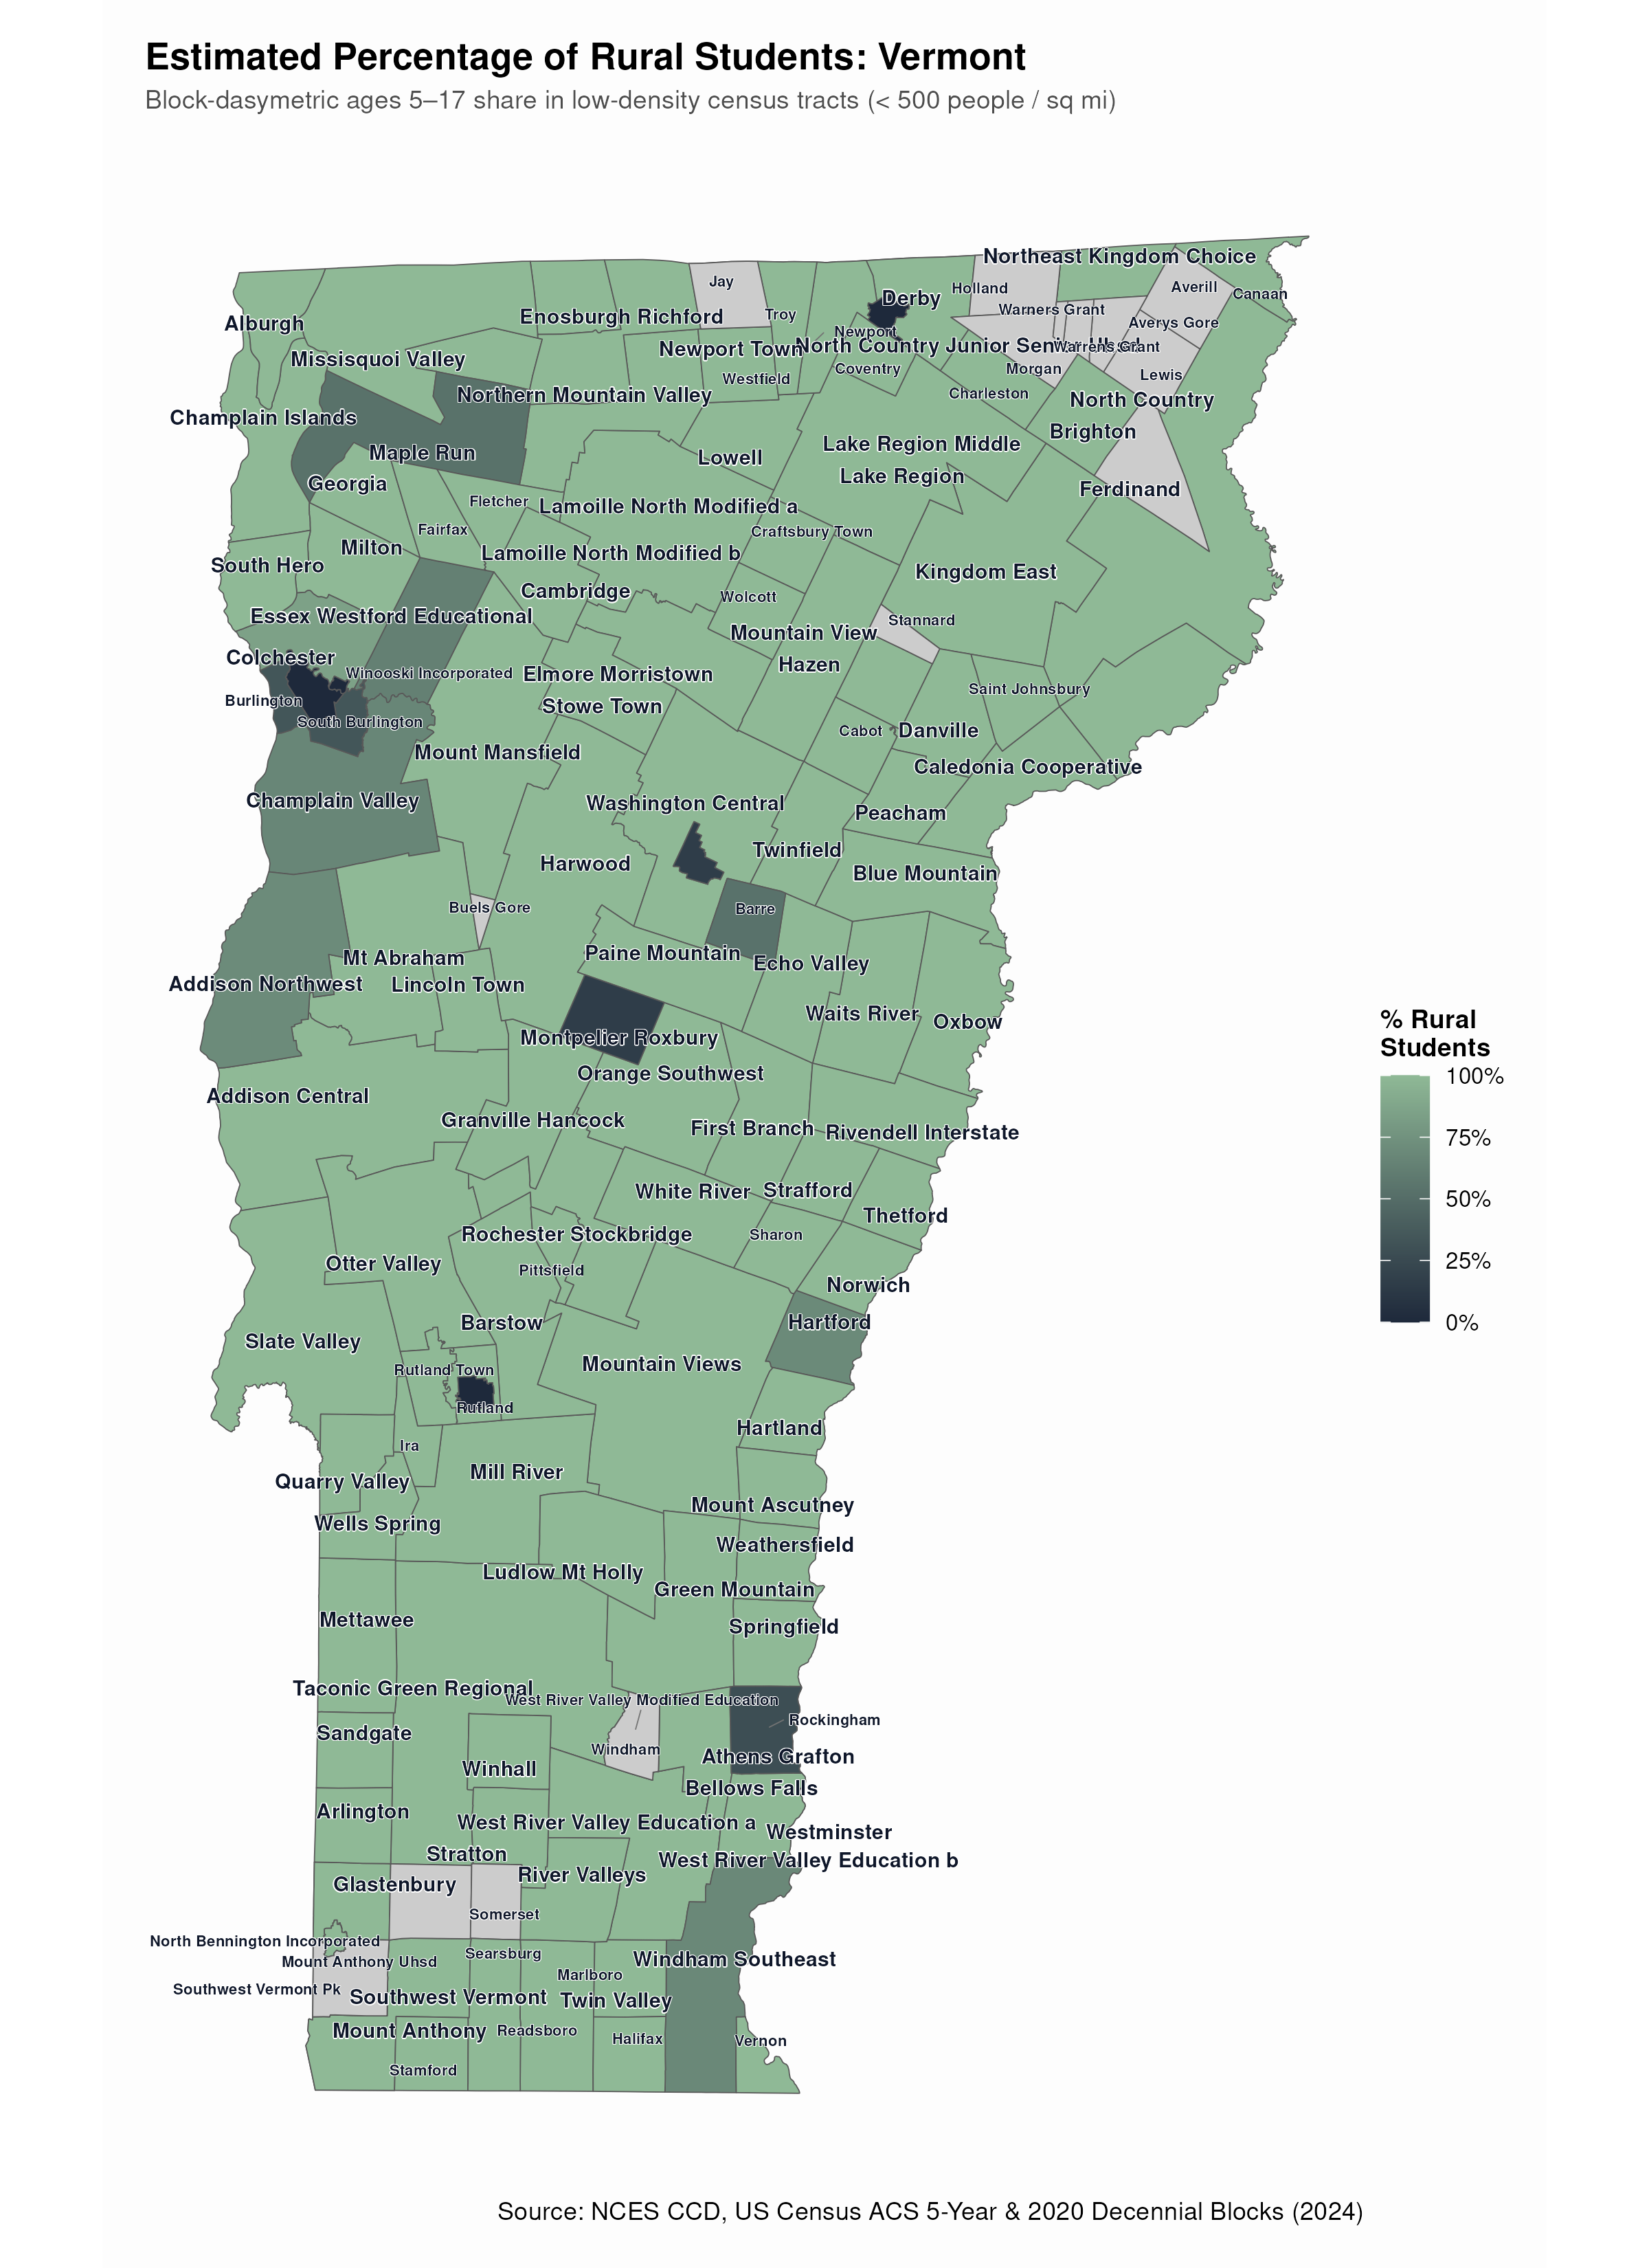 Estimated Percentage of Rural Students: Vermont
Block-dasymetric ages 5–17 share in low-density census tracts (< 500 people / sq mi)
Northeast Kingdom Choice
Jay
Holland
Averill
Canaan
Derby
Alburgh
Enosburgh Richford
Troy
Warners Grant
Averys Gore
Newport
Missisquoi Valley
Newport Town
North Country Junior Senior
Warrens Grant
Westfield
Coventry
Morgan
Lewis
Northern Mountain Valley
Charleston
North Country
Champlain Islands
Brighton
Maple Run
Lake Region Middle
Lowell
Lake Region
Georgia
Ferdinand
Fletcher
Lamoille North Modified a
Fairfax
Craftsbury Town
Milton
Lamoille North Modified b
South Hero
Kingdom East
Cambridge
Wolcott
Essex Westford Educational
Stannard
Mountain View
Colchester
Hazen
Winooski Incorporated
Elmore Morristown
Saint Johnsbury
Burlington
Stowe Town
South Burlington
Cabot
Danville
Mount Mansfield
Caledonia Cooperative
Champlain Valley
Washington Central
Peacham
Twinfield
Harwood
Blue Mountain
Buels Gore
Barre
Paine Mountain
Mt Abraham
Echo Valley
Addison Northwest
Lincoln Town
Waits River
Oxbow
Montpelier Roxbury
Orange Southwest
Addison Central
Granville Hancock
First Branch
Rivendell Interstate
White River
Strafford
Thetford
Rochester Stockbridge
Sharon
Otter Valley
Pittsfield
Norwich
Barstow
Hartford
Slate Valley
Mountain Views
Rutland Town
Rutland
Hartland
Ira
Mill River
Quarry Valley
Mount Ascutney
Wells Spring
Weathersfield
Ludlow Mt Holly
Green Mountain
Mettawee
Springfield
Taconic Green Regional
West River Valley Modified Education
Rockingham
Sandgate
Windham
Athens Grafton
Winhall
Bellows Falls
Arlington
West River Valley Education a
Westminster
Stratton
West River Valley Education b
River Valleys
Glastenbury
Somerset
North Bennington Incorporated
Searsburg
Windham Southeast
Mount Anthony Uhsd
Marlboro
Southwest Vermont Pk
Southwest Vermont
Twin Valley
Mount Anthony
Readsboro
Halifax
Vernon
Stamford
% Rural
Students
100%
75%
50%
25%
0%
Source: NCES CCD, US Census ACS 5-Year & 2020 Decennial Blocks (2024)